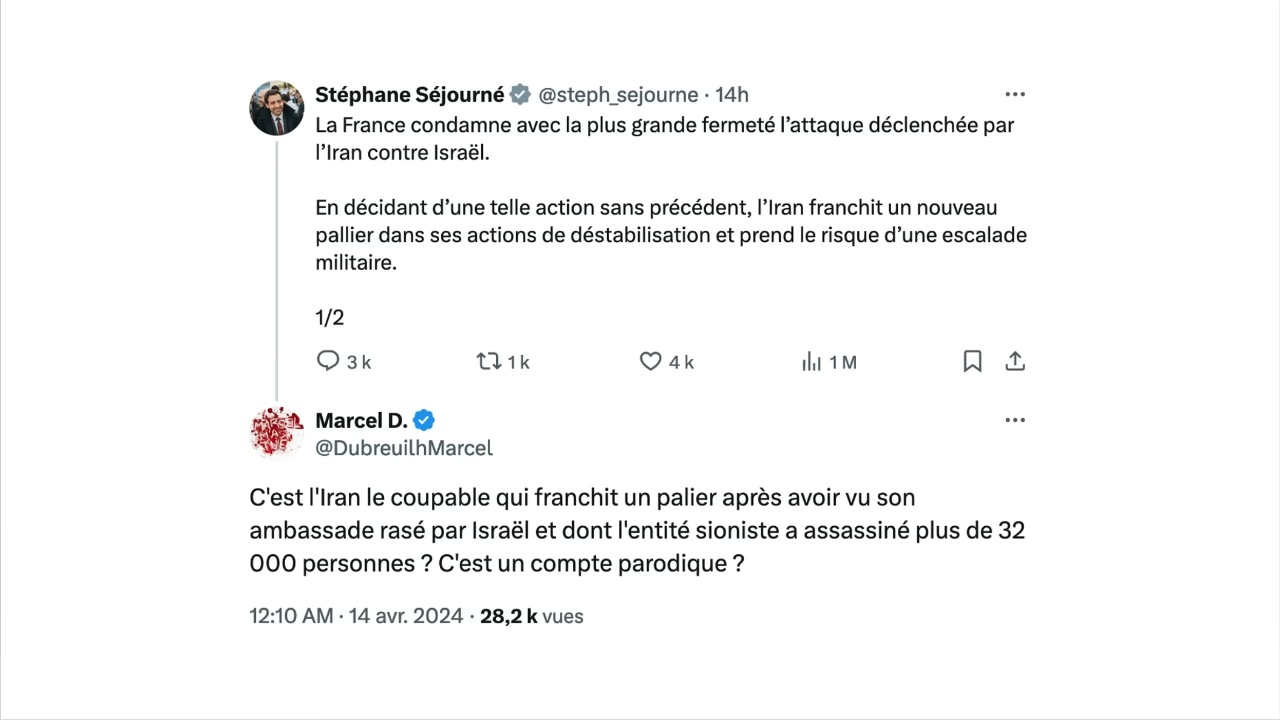 Stéphane Séjourné @steph_sejourne · 14h
La France condamne avec la plus grande fermeté l’attaque déclenchée par
l’Iran contre Israël.
En décidant d’une telle action sans précédent, l’Iran franchit un nouveau
pallier dans ses actions de déstabilisation et prend le risque d’une escalade
militaire.
1/2
3 k 1 k 4 k 1 M
Marcel D.
@DubreuilhMarcel
C'est l'Iran le coupable qui franchit un palier après avoir vu son
ambassade rasé par Israël et dont l'entité sioniste a assassiné plus de 32
000 personnes ? C'est un compte parodique ?
12:10 AM · 14 avr. 2024 · 28,2 k vues